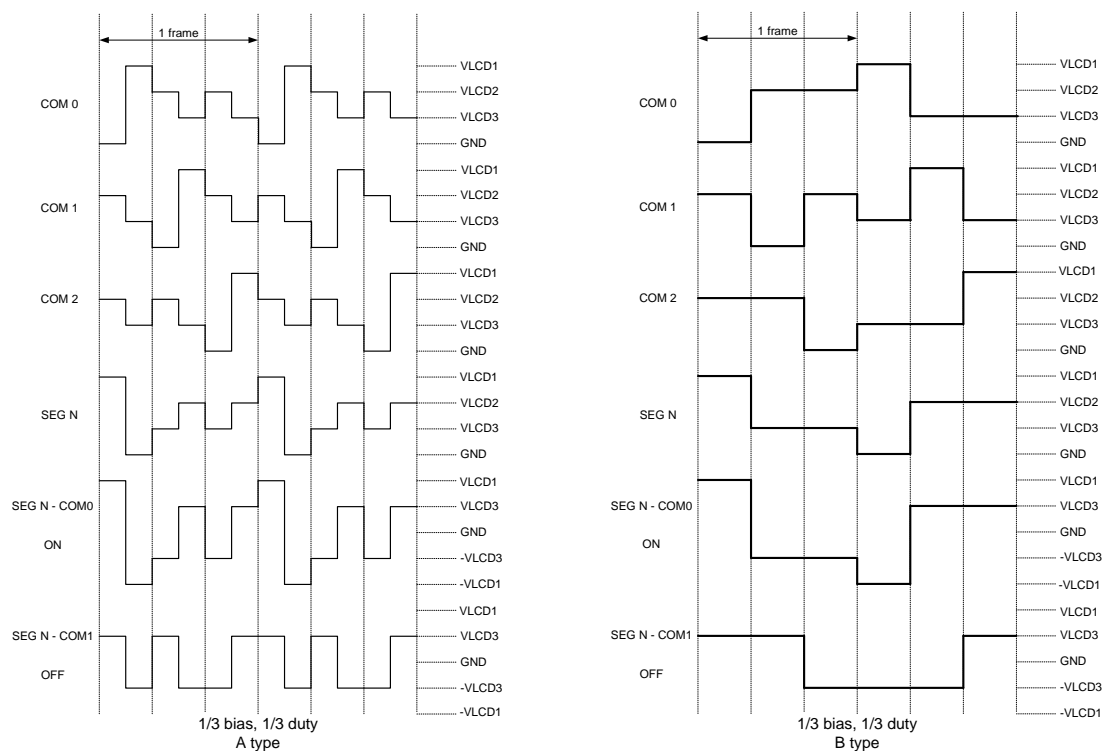 1 frame
COM 0
VLCD1
VLCD2
VLCD3
GND
COM 1
VLCD1
VLCD2
VLCD3
GND
COM 2
VLCD1
VLCD2
VLCD3
GND
SEG N
VLCD1
VLCD2
VLCD3
GND
SEG N - COM0
ON
VLCD1
VLCD3
GND
-VLCD3
-VLCD1
SEG N - COM1
OFF
VLCD1
VLCD3
GND
-VLCD3
-VLCD1
1/3 bias, 1/3 duty
A type
1 frame
COM 0
VLCD1
VLCD2
VLCD3
GND
COM 1
VLCD1
VLCD2
VLCD3
GND
COM 2
VLCD1
VLCD2
VLCD3
GND
SEG N
VLCD1
VLCD2
VLCD3
GND
SEG N - COM0
ON
VLCD1
VLCD3
GND
-VLCD3
-VLCD1
SEG N - COM1
OFF
VLCD1
VLCD3
GND
-VLCD3
-VLCD1
1/3 bias, 1/3 duty
B type